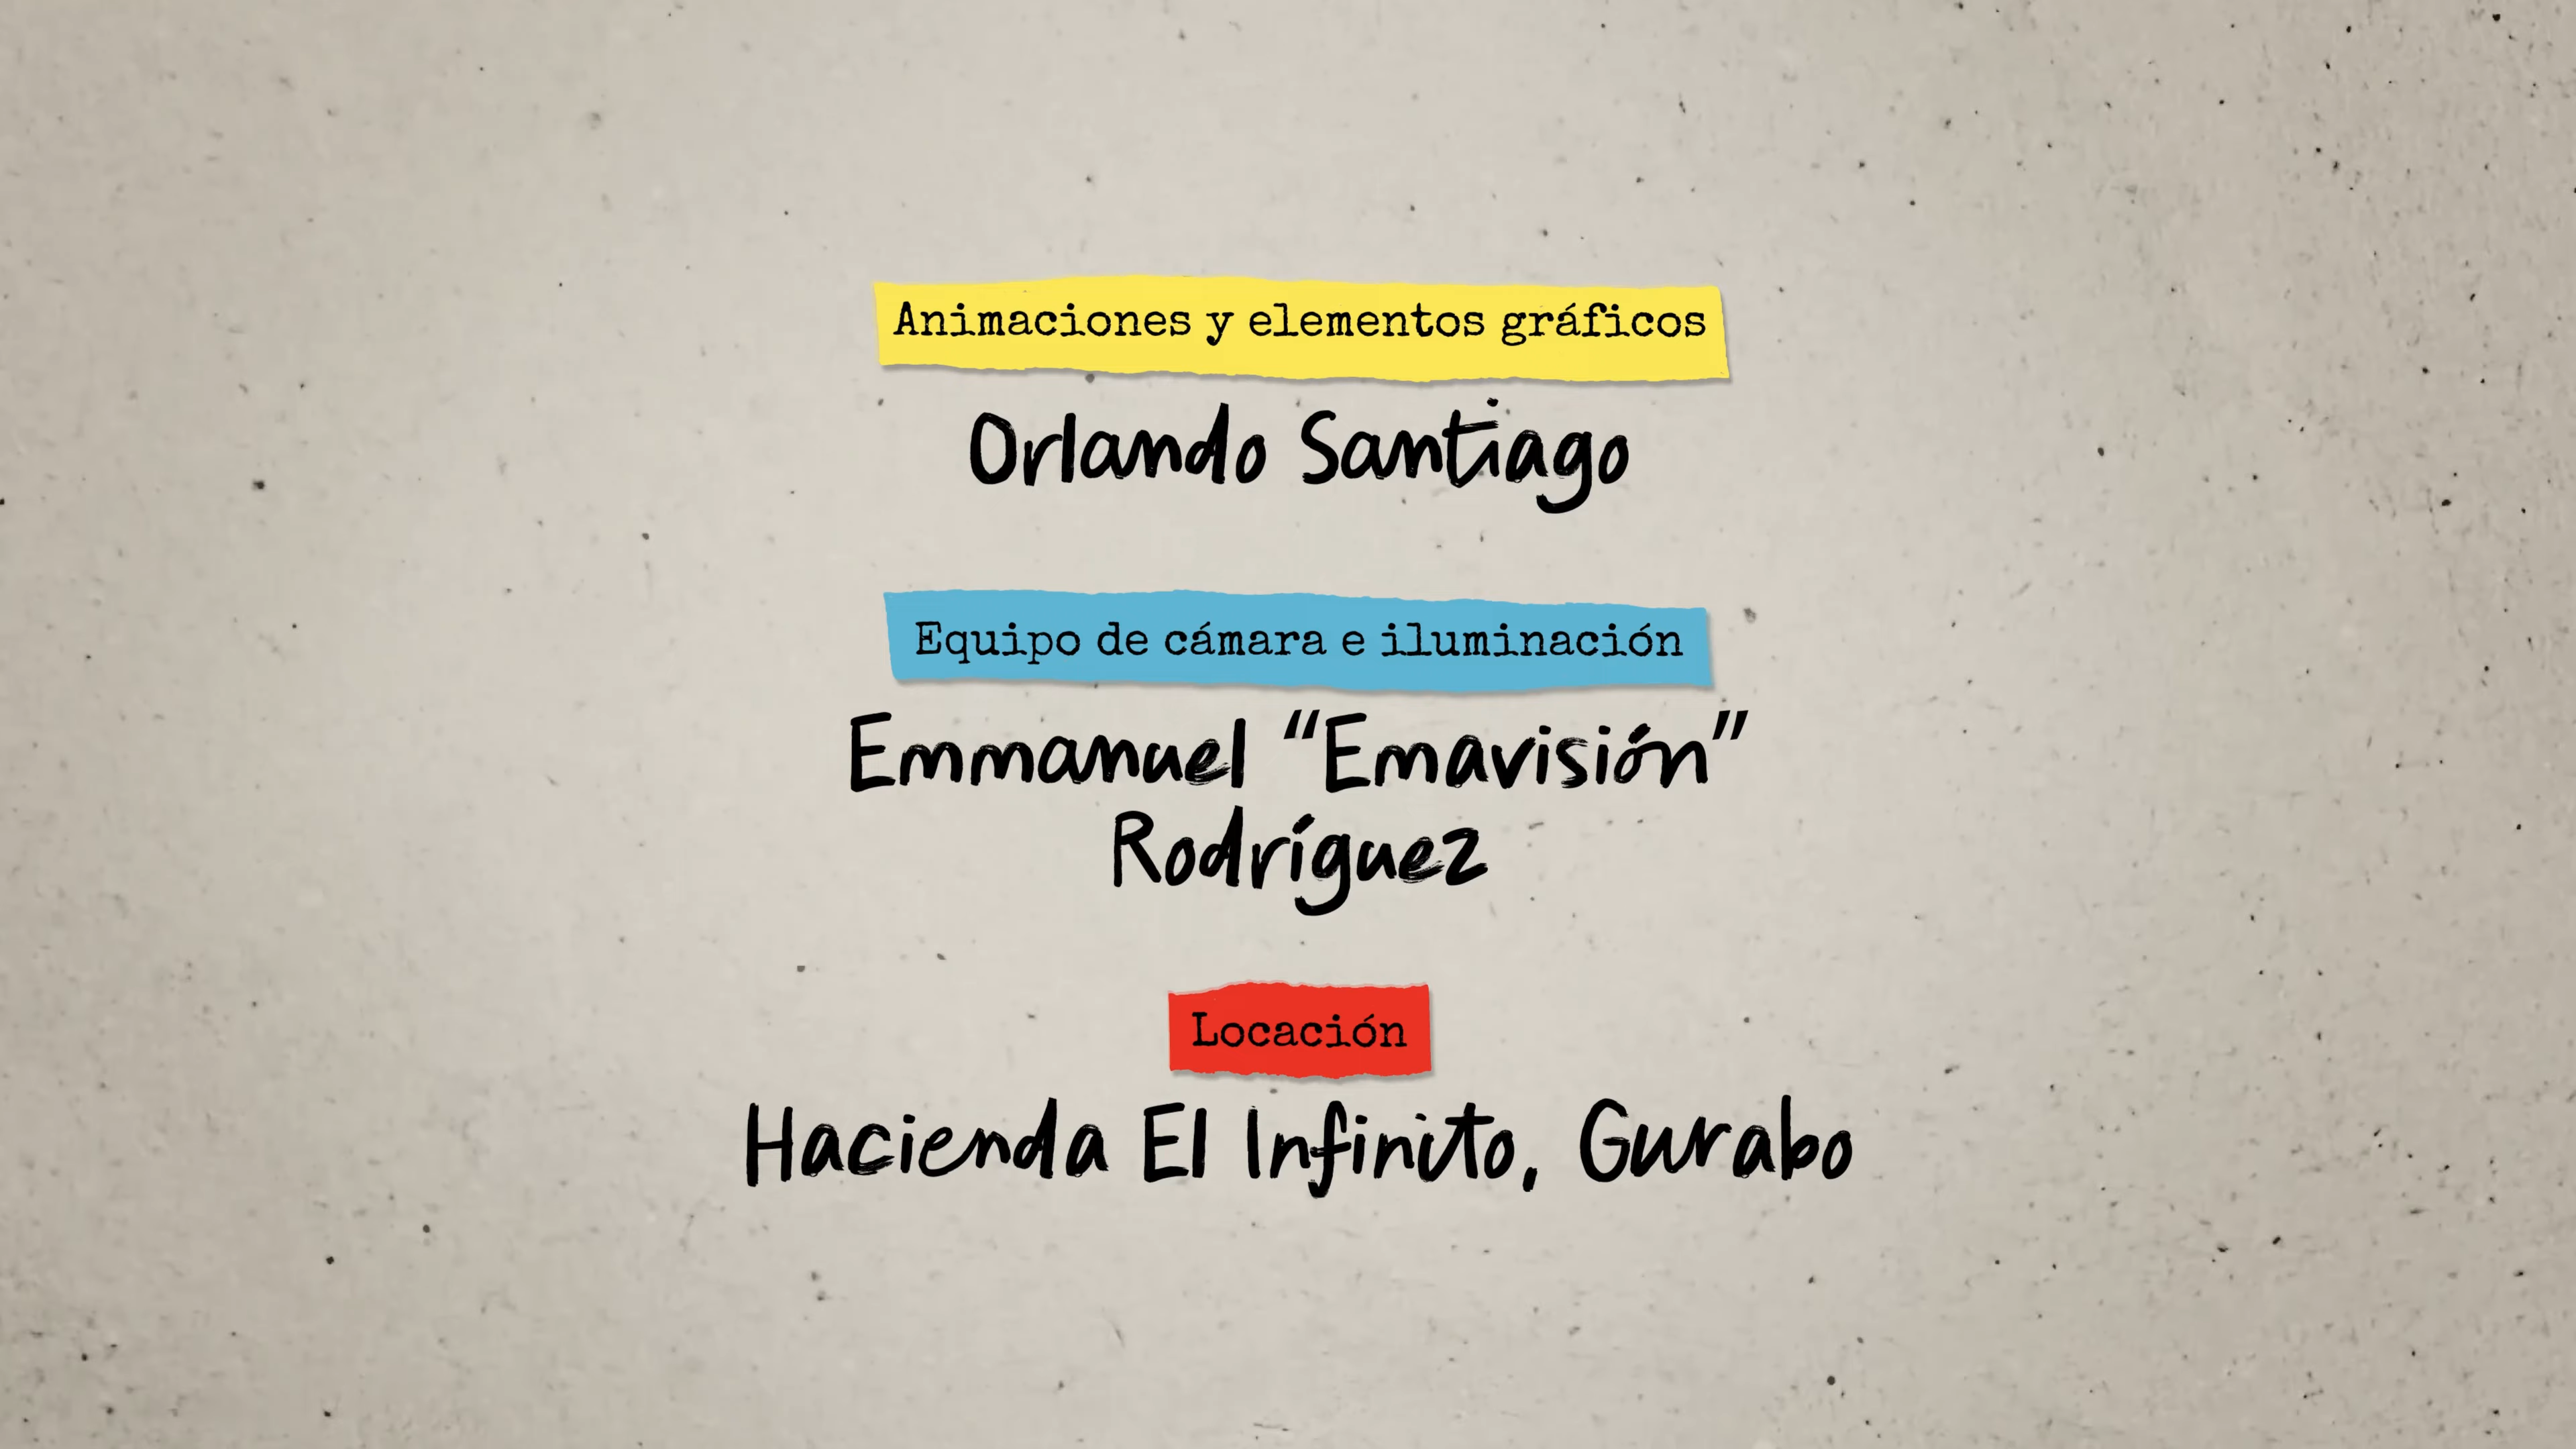 Animaciones y elementos gráficos
Orlando Santiago
Equipo de cámara e iluminación
Emmanuel “Emavisión”
Rodríguez
Locación
Hacienda El Infinito, Gurabo